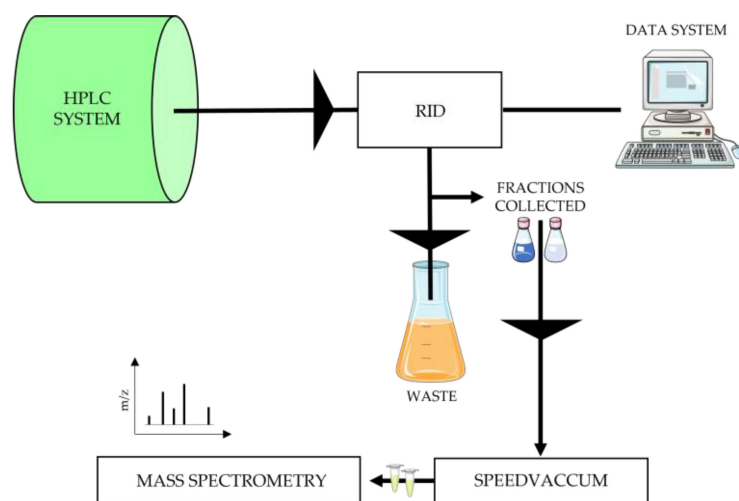 DATA SYSTEM
HPLC
SYSTEM
RID
FRACTIONS
COLLECTED
WASTE
m/z
MASS SPECTROMETRY
SPEEDVACCUM